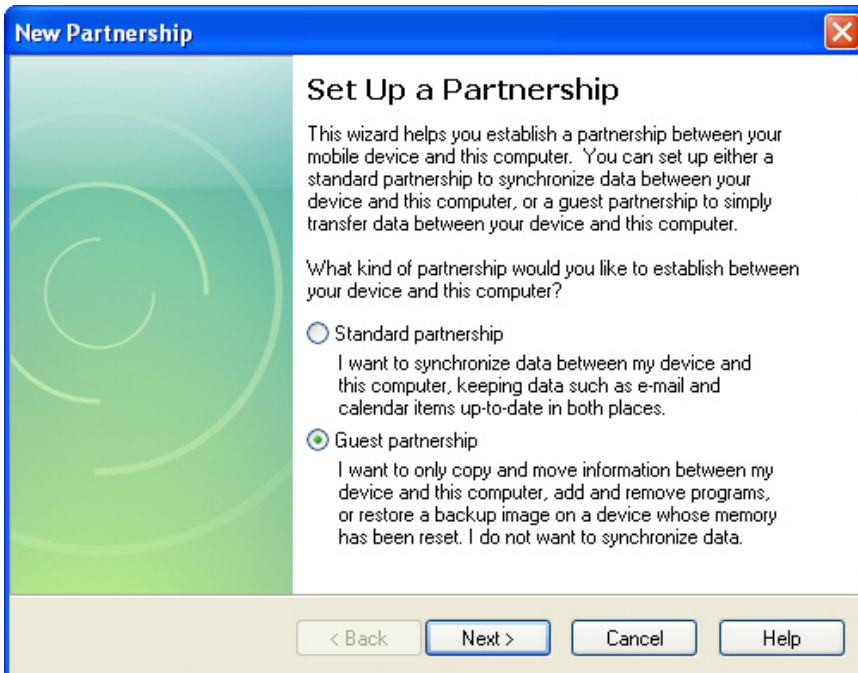 New Partnership
Set Up a Partnership
This wizard helps you establish a partnership between your
mobile device and this computer.  You can set up either a
standard partnership to synchronize data between your
device and this computer, or a guest partnership to simply
transfer data between your device and this computer.
What kind of partnership would you like to establish between
your device and this computer?
Standard partnership
I want to synchronize data between my device and
this computer, keeping data such as e-mail and
calendar items up-to-date in both places.
Guest partnership
I want to only copy and move information between my
device and this computer, add and remove programs,
or restore a backup image on a device whose memory
has been reset. I do not want to synchronize data.
< Back Next > Cancel Help